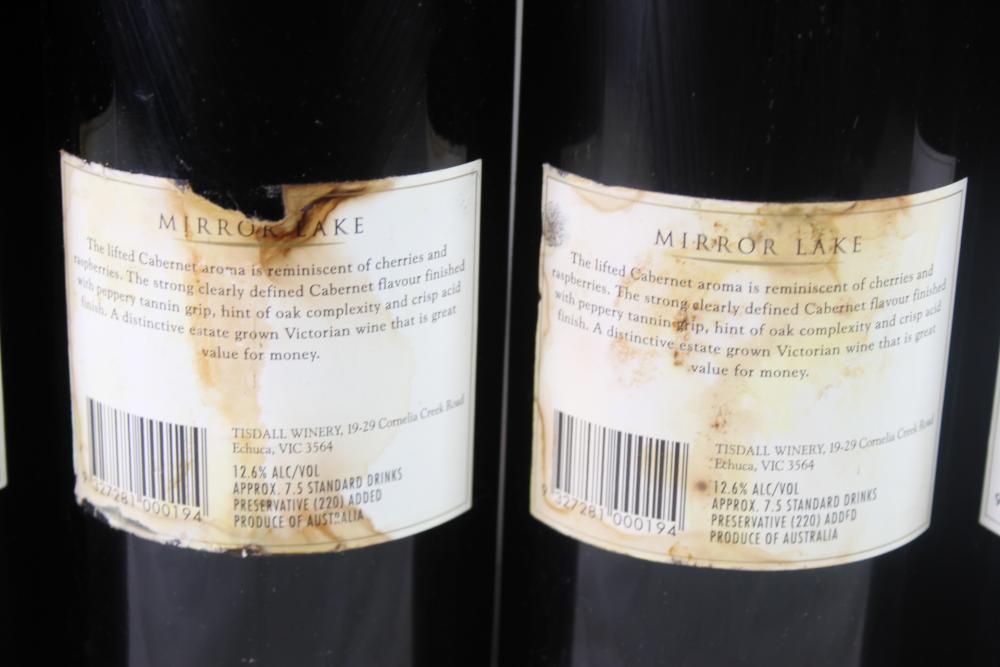 MIRROR LAKE
The lifted Cabernet aroma is reminiscent of cherries and
raspberries. The strong clearly defined Cabernet flavour finished
with peppery tannin grip, hint of oak complexity and crisp acid
finish. A distinctive estate grown Victorian wine that is great
value for money.
TISDALL WINERY, 19-29 Cornelia Creek Road
Echuca, VIC 3564
12.6% ALC/VOL
APPROX. 7.5 STANDARD DRINKS
PRESERVATIVE (220) ADDED
PRODUCE OF AUSTRALIA
9 327281 000194
MIRROR LAKE
The lifted Cabernet aroma is reminiscent of cherries and
raspberries. The strong clearly defined Cabernet flavour finished
with peppery tannin grip, hint of oak complexity and crisp acid
finish. A distinctive estate grown Victorian wine that is great
value for money.
TISDALL WINERY, 19-29 Cornelia Creek Road
Echuca, VIC 3564
12.6% ALC/VOL
APPROX. 7.5 STANDARD DRINKS
PRESERVATIVE (220) ADDED
PRODUCE OF AUSTRALIA
9 327281 000194